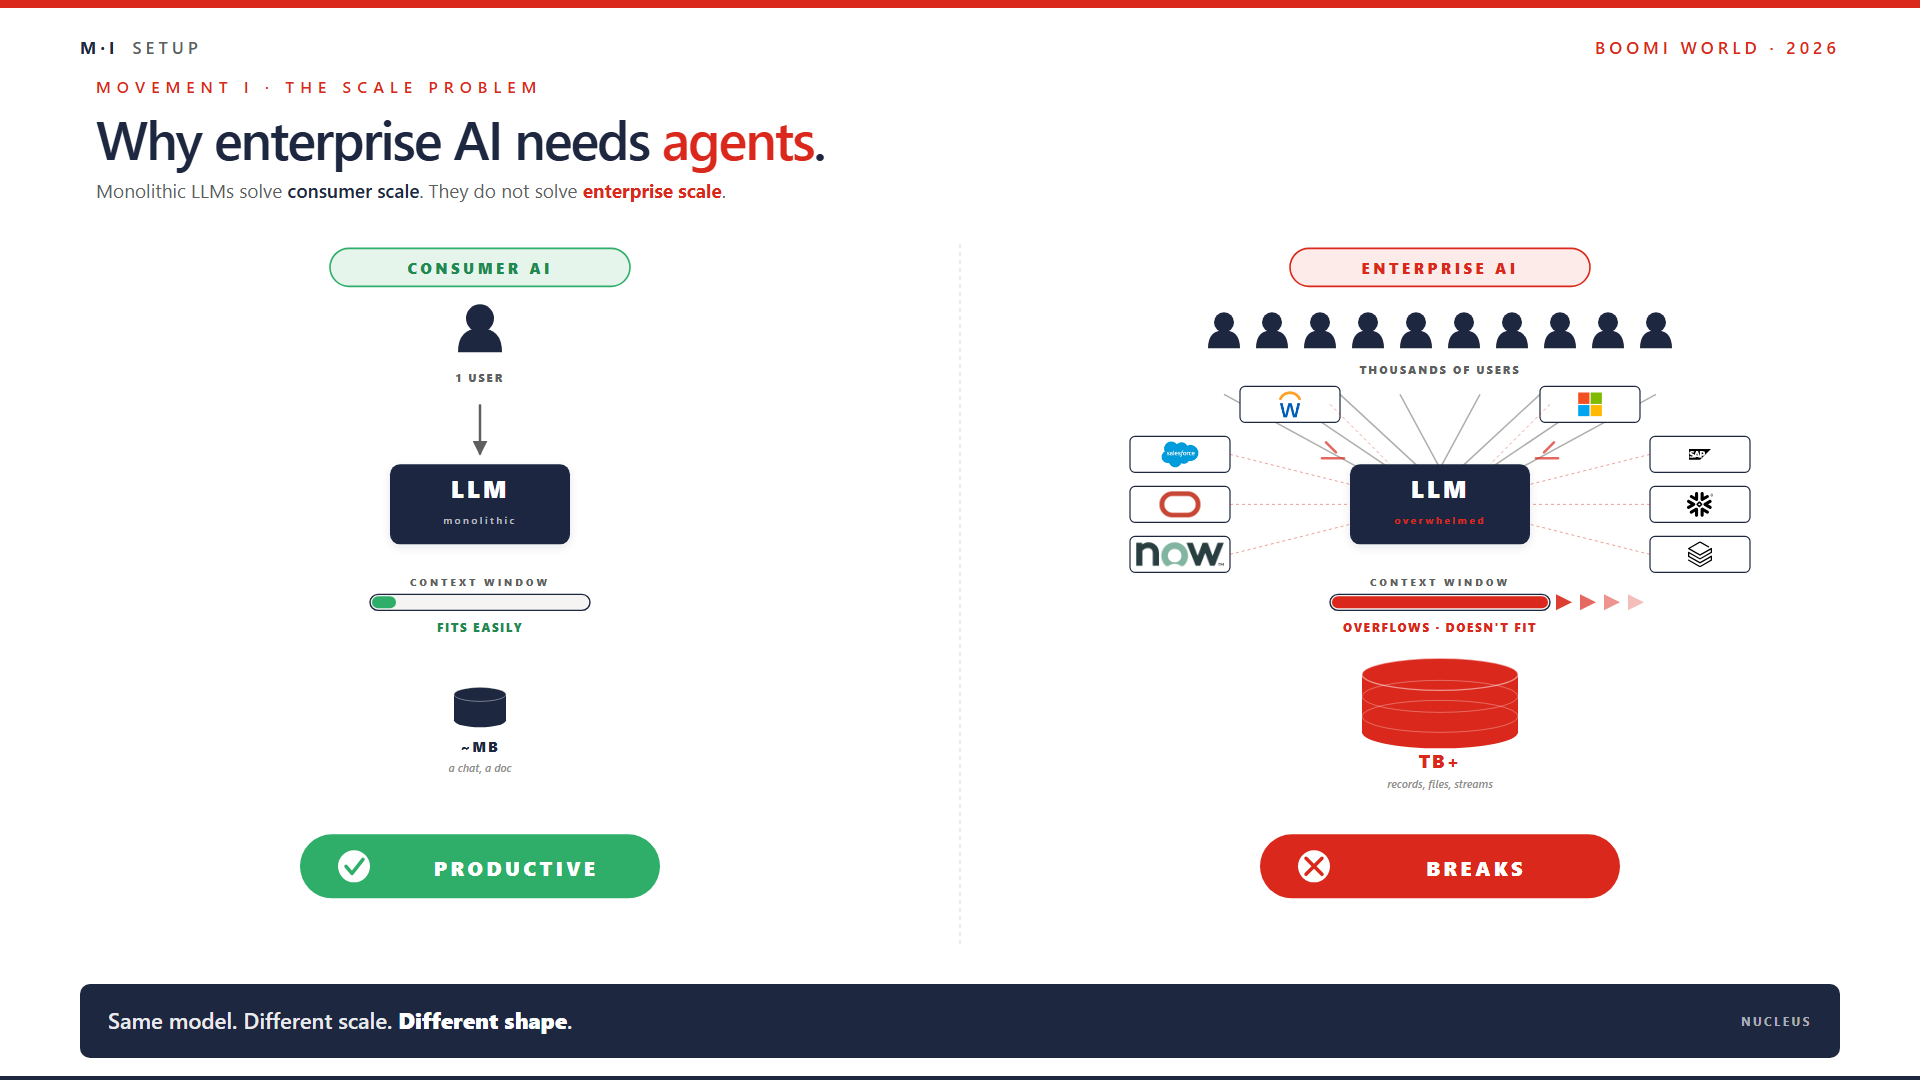 M·I SETUP
BOOMI WORLD · 2026
MOVEMENT I · THE SCALE PROBLEM
Why enterprise AI needs agents.
Monolithic LLMs solve consumer scale. They do not solve enterprise scale.
CONSUMER AI
1 USER
LLM
monolithic
CONTEXT WINDOW
FITS EASILY
~MB
a chat, a doc
PRODUCTIVE
ENTERPRISE AI
THOUSANDS OF USERS
W
salesforce
SAP
now™
LLM
overwhelmed
CONTEXT WINDOW
OVERFLOWS · DOESN'T FIT
TB+
records, files, streams
BREAKS
Same model. Different scale. Different shape.
NUCLEUS